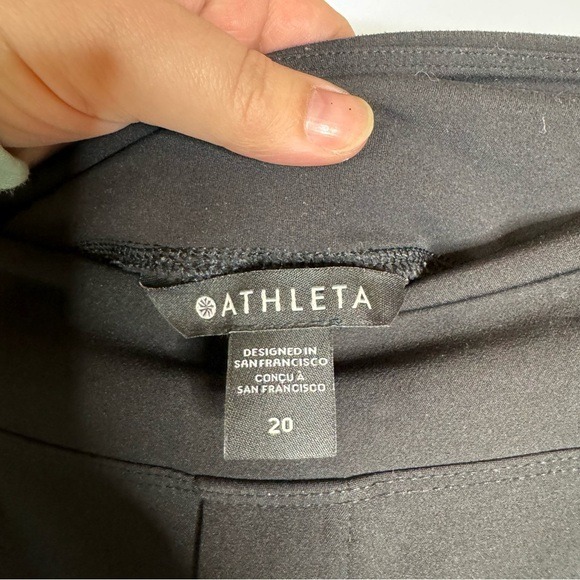 ATHLETA
DESIGNED IN
SAN FRANCISCO
CONÇU À
SAN FRANCISCO
20